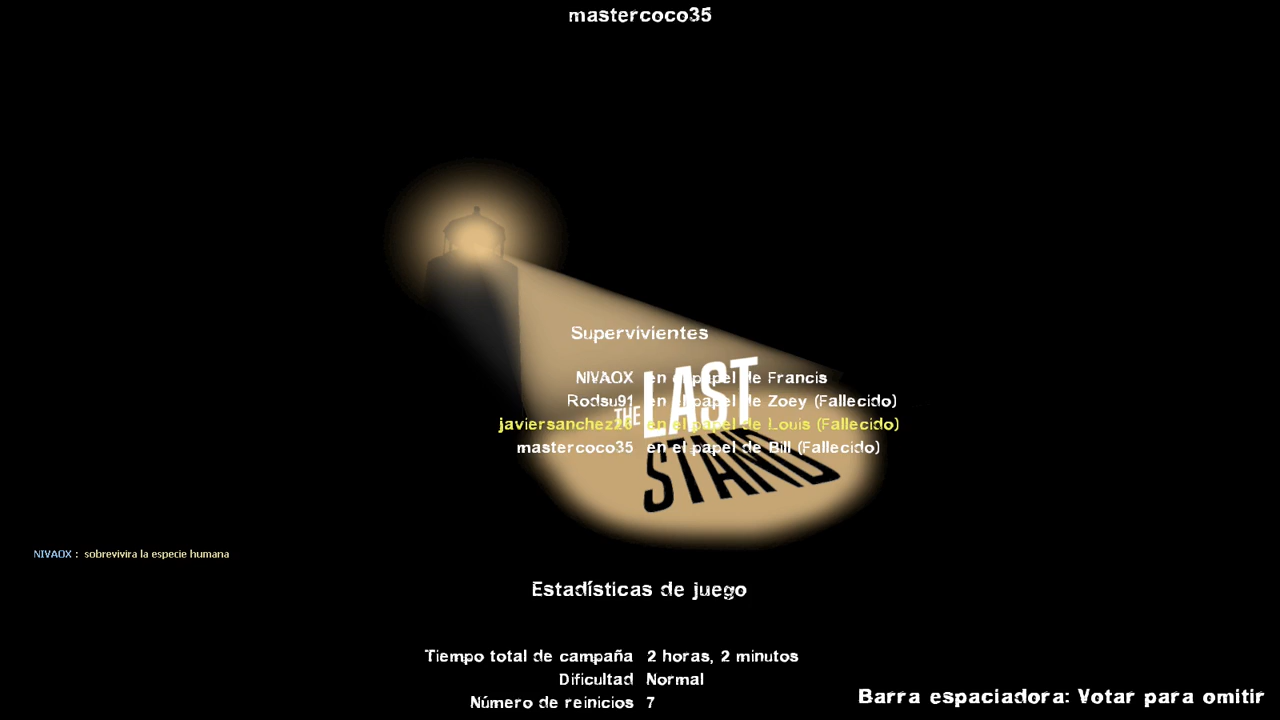 mastercoco35
Supervivientes
NIVAOX en el papel de Francis
Rodsu91 en el papel de Zoey (Fallecido)
javiersanchez26 en el papel de Louis (Fallecido)
mastercoco35 en el papel de Bill (Fallecido)
THE LAST
STAND
NIVAOX : sobrevivira la especie humana
Estadísticas de juego
Tiempo total de campaña 2 horas, 2 minutos
Dificultad Normal
Número de reinicios 7
Barra espaciadora: Votar para omitir